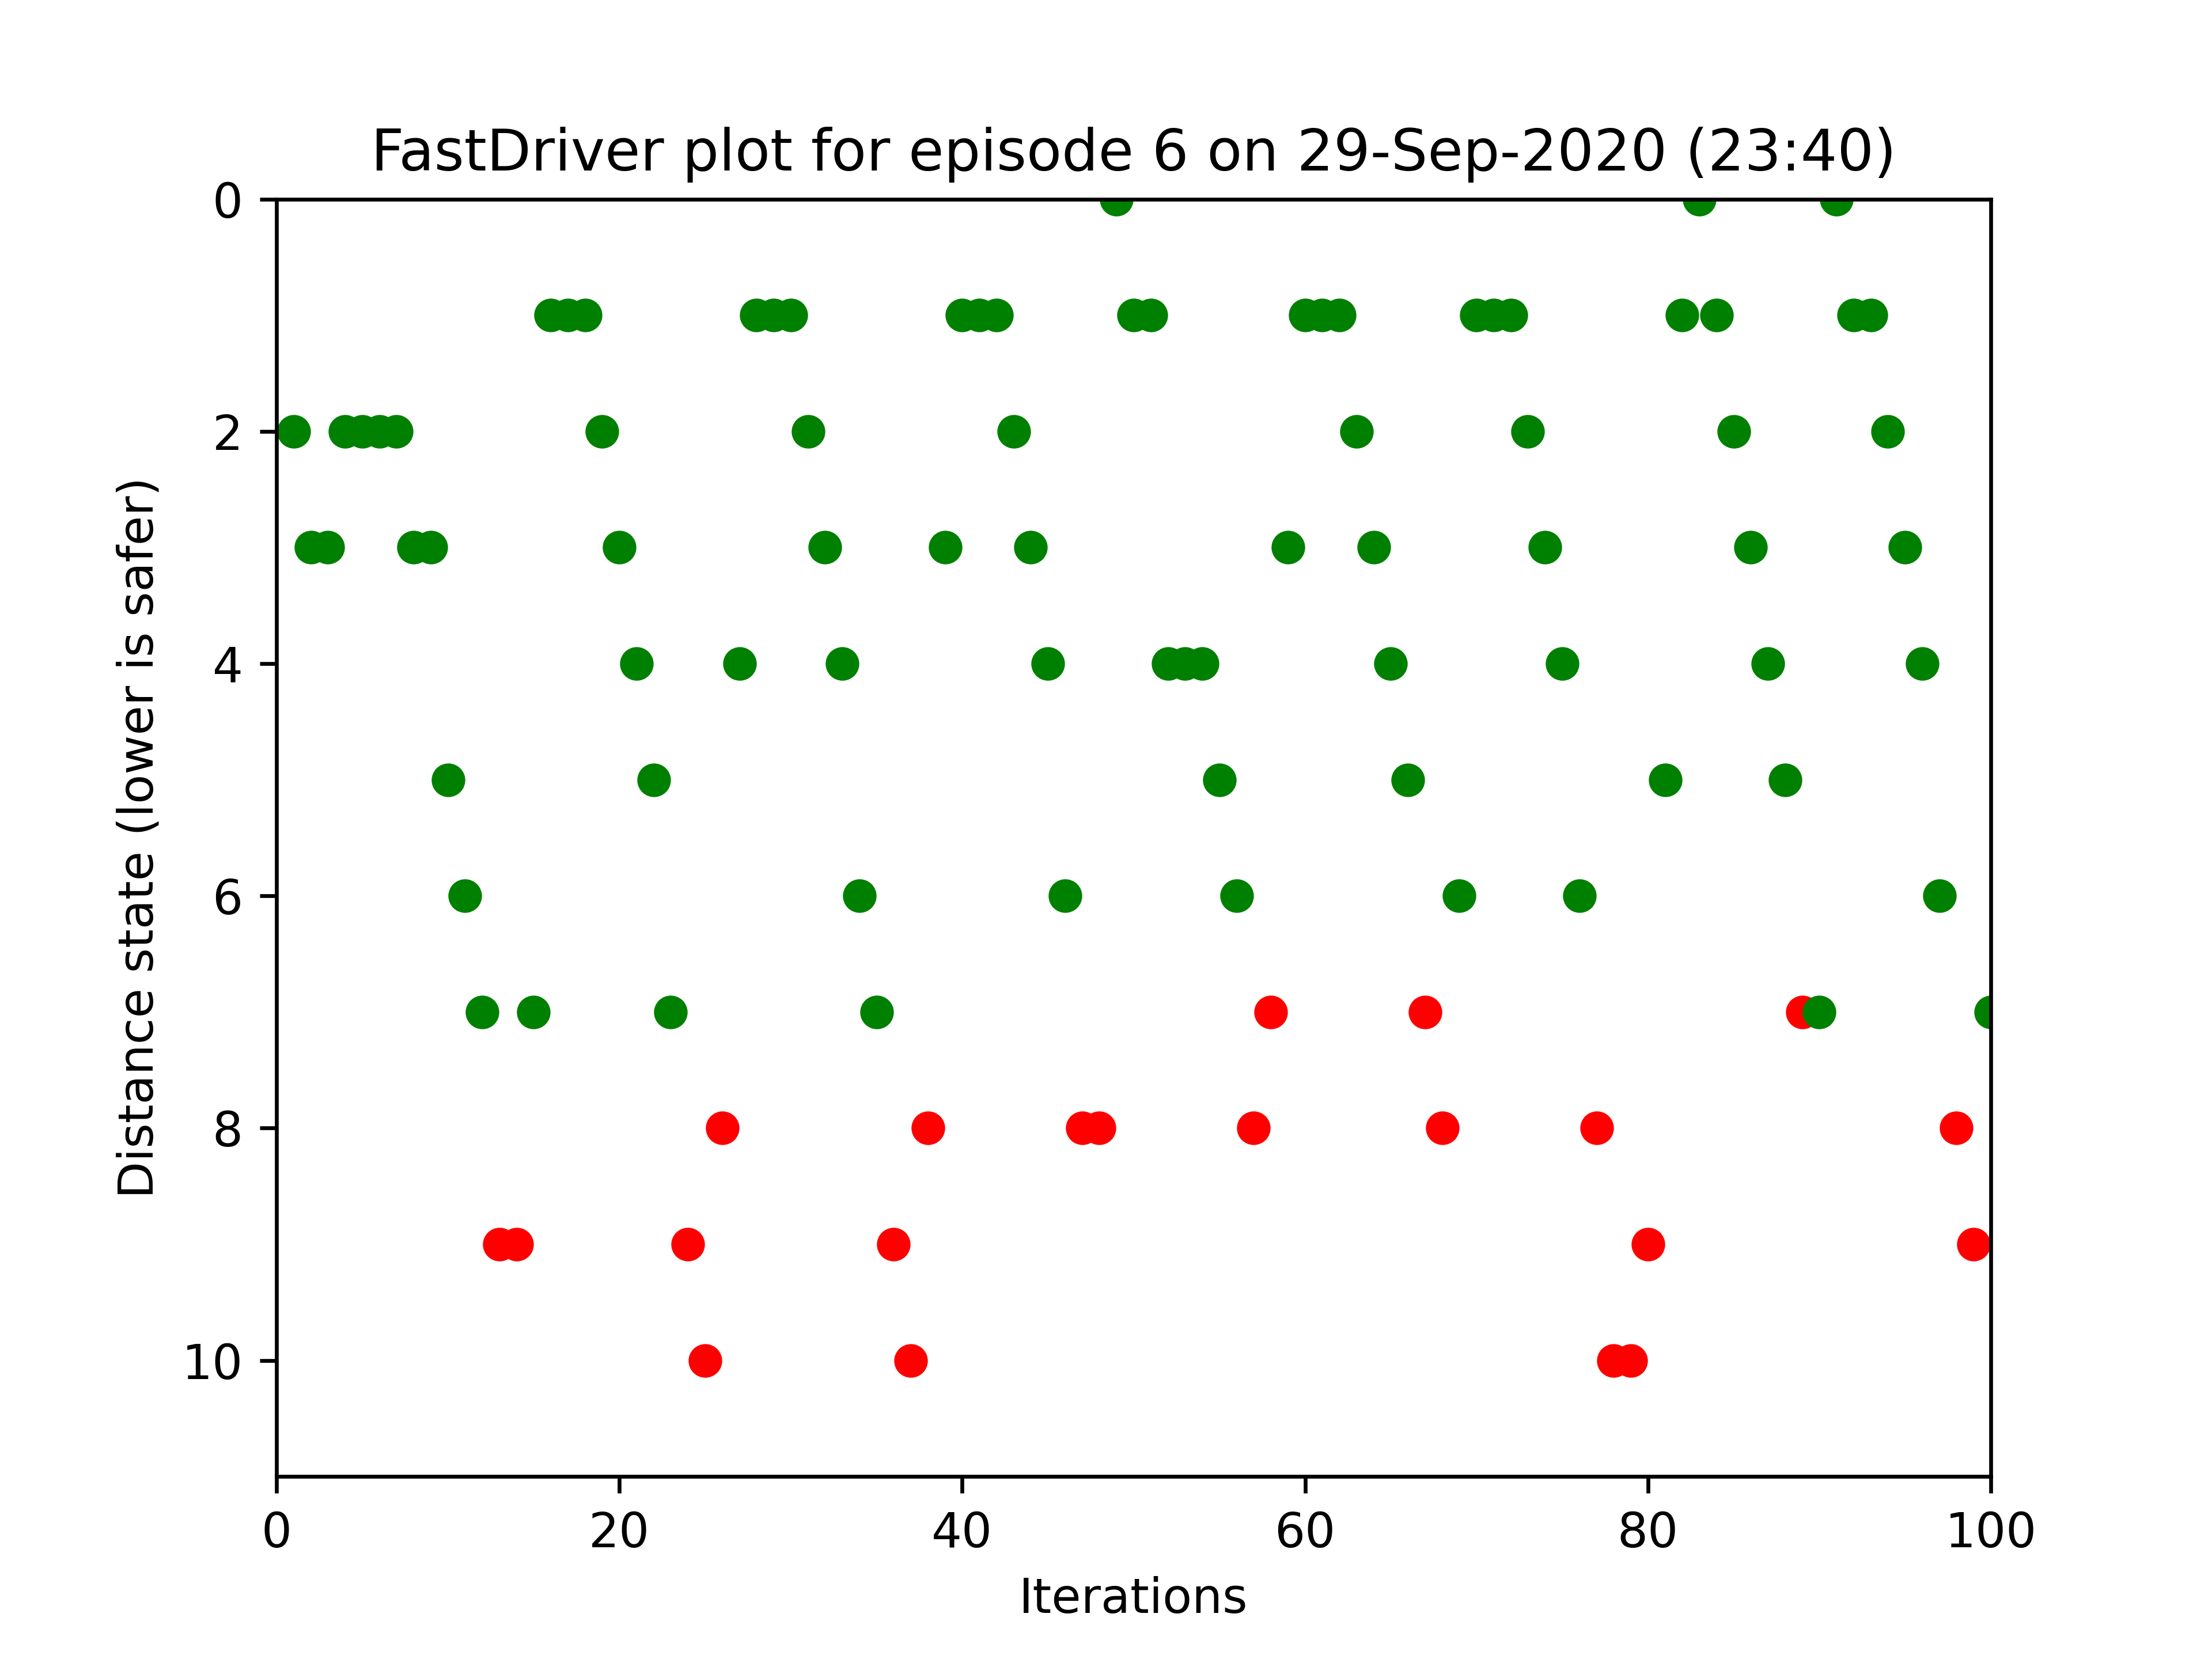 FastDriver plot for episode 6 on 29-Sep-2020 (23:40)
0
2
4
6
8
10
Distance state (lower is safer)
0 20 40 60 80 100
Iterations